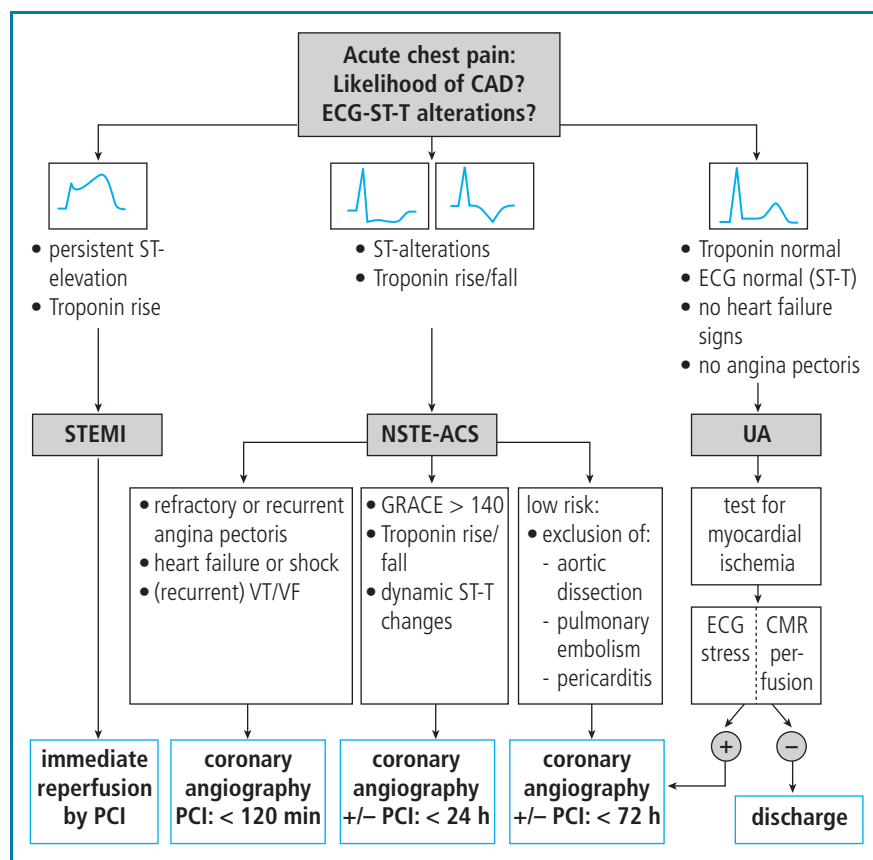 Acute chest pain:
Likelihood of CAD?
ECG-ST-T alterations?
• persistent ST-
elevation
• Troponin rise
• ST-alterations
• Troponin rise/fall
• Troponin normal
• ECG normal (ST-T)
• no heart failure
signs
• no angina pectoris
STEMI
NSTE-ACS
UA
• refractory or recurrent
angina pectoris
• heart failure or shock
• (recurrent) VT/VF
• GRACE > 140
• Troponin rise/
fall
• dynamic ST-T
changes
low risk:
• exclusion of:
- aortic
dissection
- pulmonary
embolism
- pericarditis
test for
myocardial
ischemia
ECG
stress
CMR
per-
fusion
+
–
immediate
reperfusion
by PCI
coronary
angiography
PCI: < 120 min
coronary
angiography
+/– PCI: < 24 h
coronary
angiography
+/– PCI: < 72 h
discharge